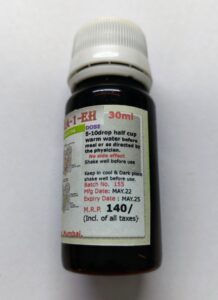 A-1-EH 30ml
DOSE
5-10drop half cup
warm water before
meel or as directed by
the physician.
No side effect
Shake well before use
Keep in cool & Dark place
shake well before use
Batch No. 155
Mfg Date: MAY.22
Expiry Date : MAY.25
M.R.P. 140/
(Incl. of all taxes)
Mumbai.